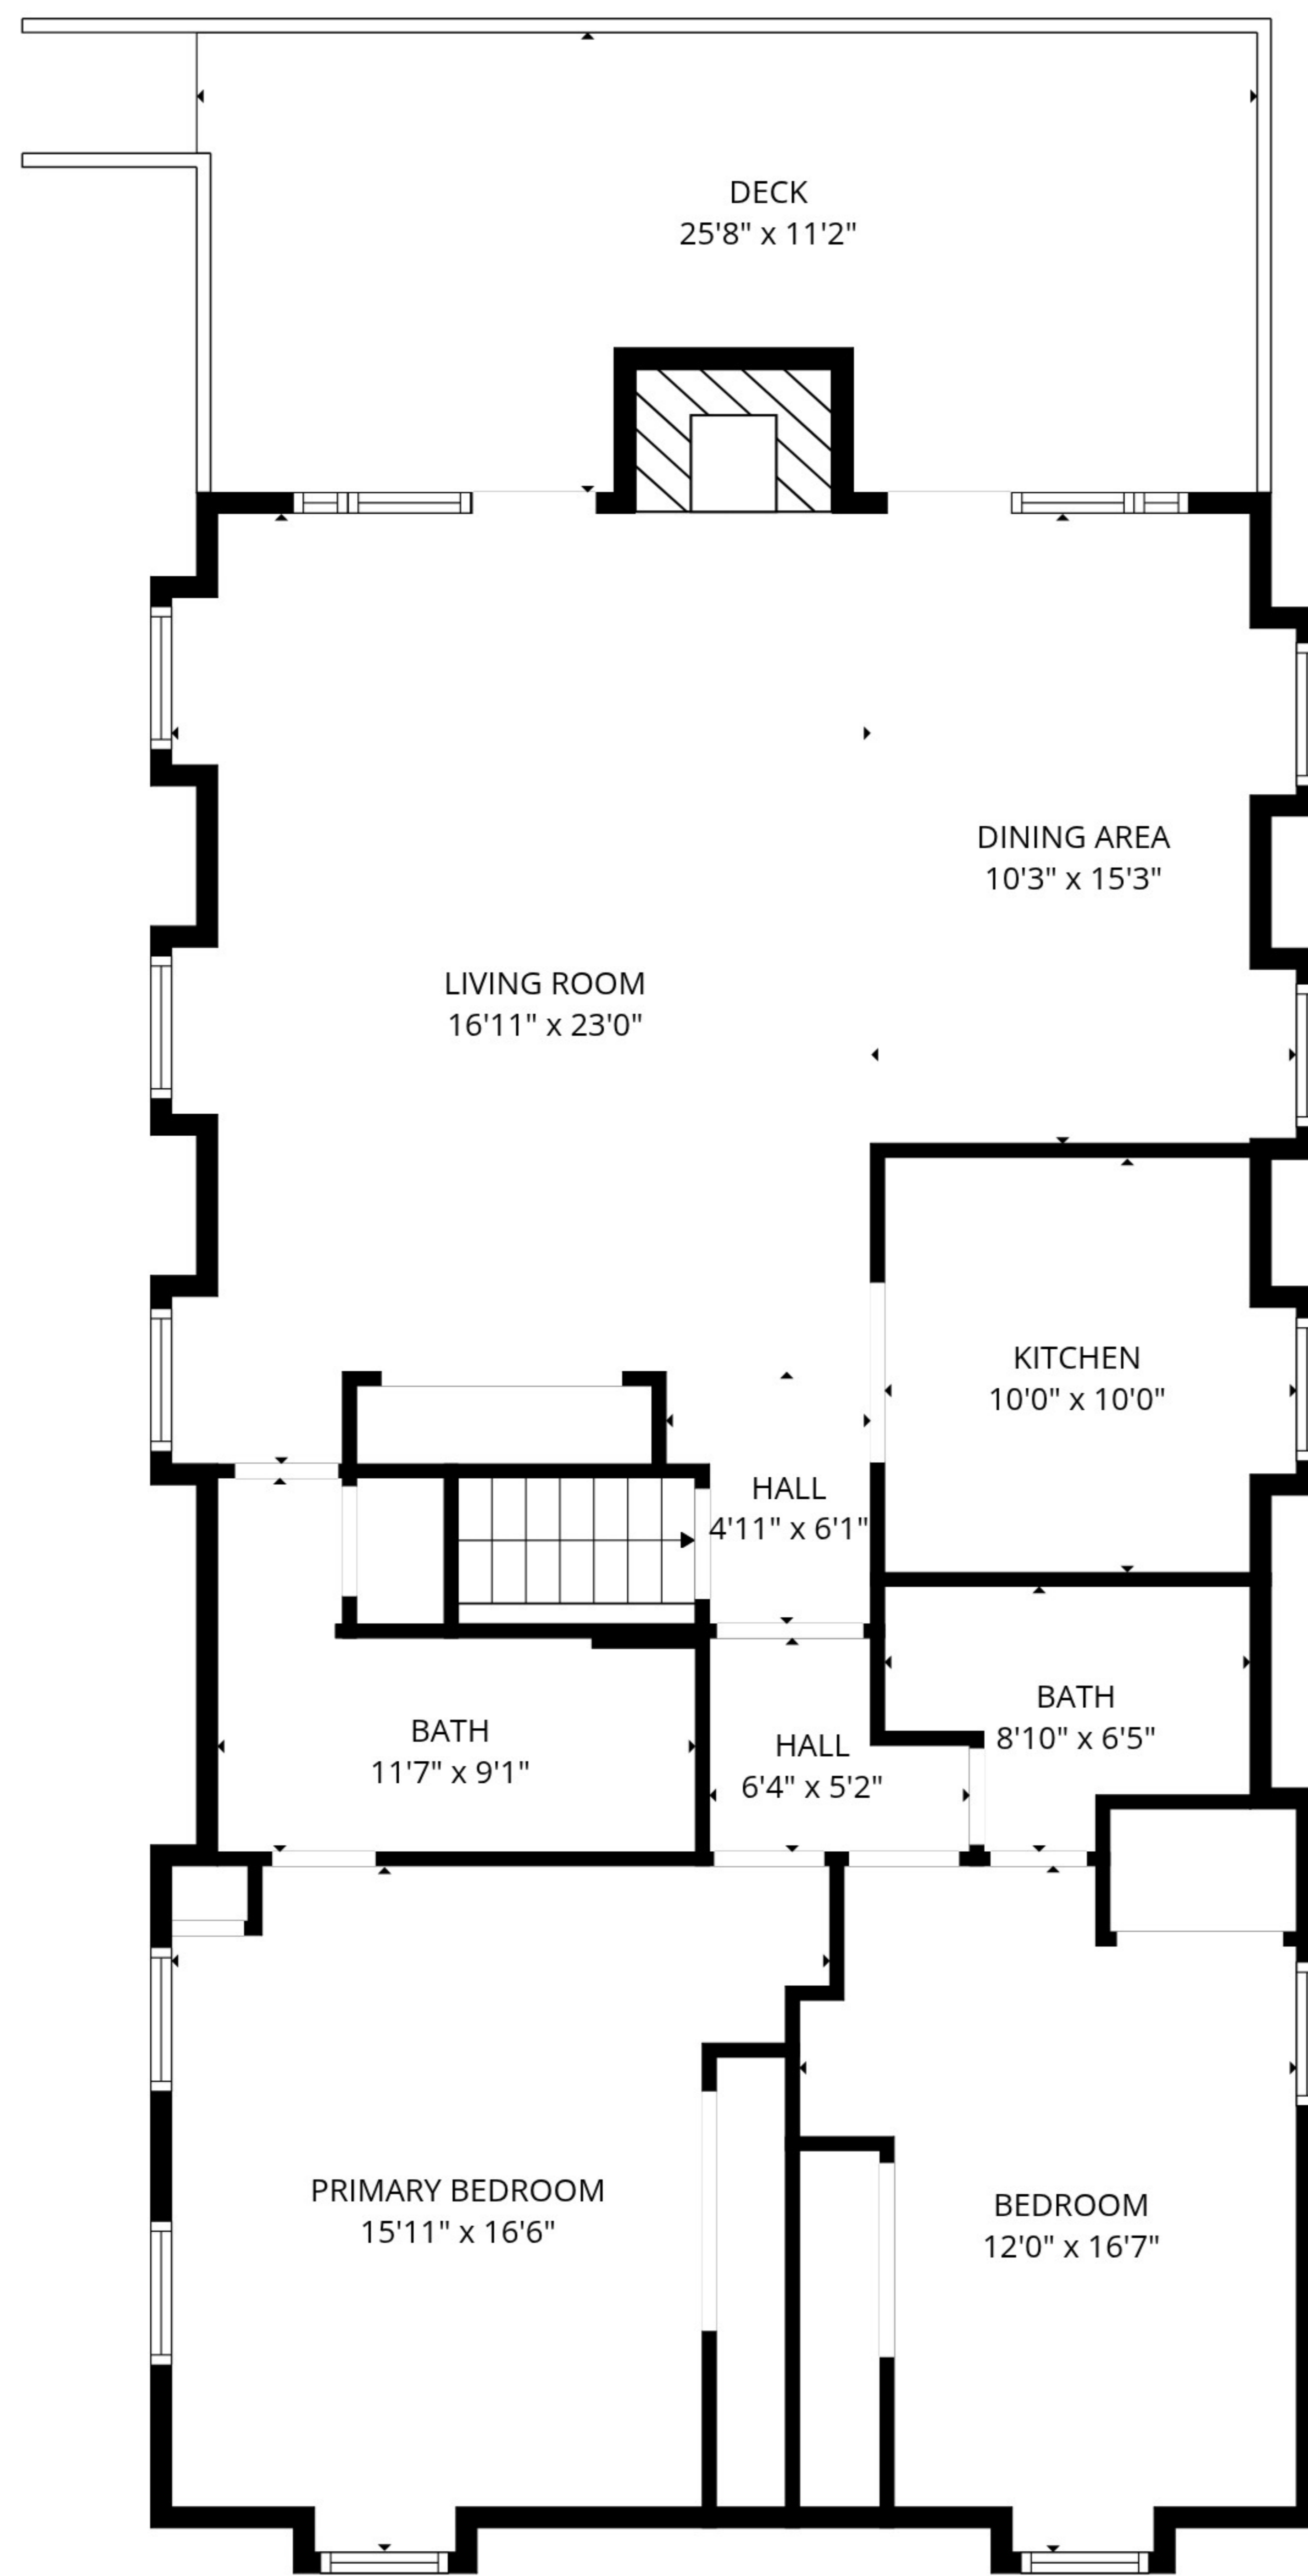 DECK
25'8" x 11'2"
DINING AREA
10'3" x 15'3"
LIVING ROOM
16'11" x 23'0"
KITCHEN
10'0" x 10'0"
HALL
4'11" x 6'1"
BATH
8'10" x 6'5"
BATH
11'7" x 9'1"
HALL
6'4" x 5'2"
PRIMARY BEDROOM
15'11" x 16'6"
BEDROOM
12'0" x 16'7"